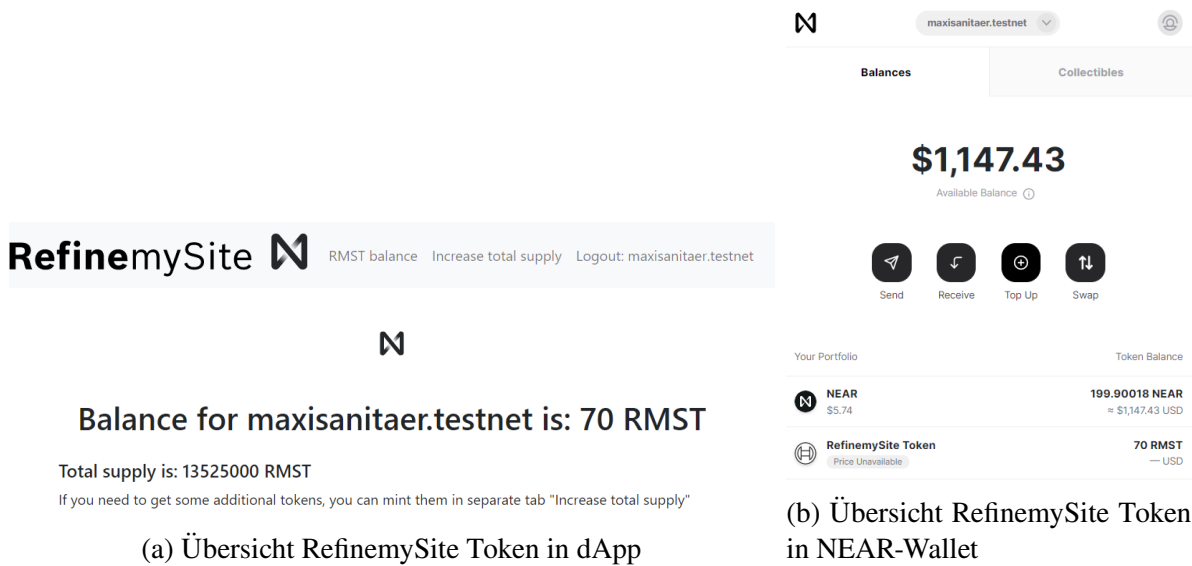 RefinemySite
RMST balance Increase total supply Logout: maxisanitaer.testnet
Balance for maxisanitaer.testnet is: 70 RMST
Total supply is: 13525000 RMST
If you need to get some additional tokens, you can mint them in separate tab "Increase total supply"
(a) Übersicht RefinemySite Token in dApp
maxisanitaer.testnet
Balances Collectibles
$1,147.43
Available Balance
Send Receive Top Up Swap
Your Portfolio Token Balance
NEAR 199.90018 NEAR
$5.74 ≈ $1,147.43 USD
RefinemySite Token 70 RMST
Price Unavailable — USD
(b) Übersicht RefinemySite Token
in NEAR-Wallet